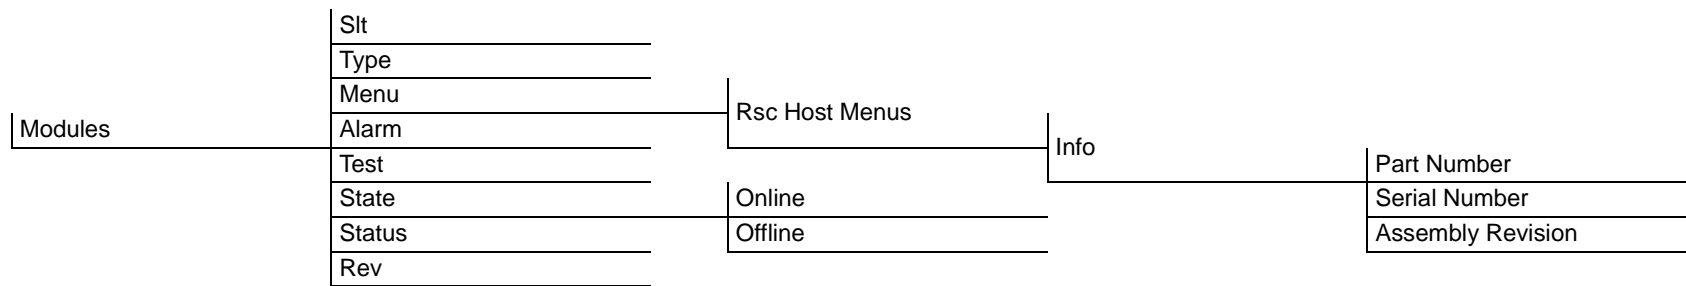 Modules
Slt
Type
Menu
Alarm
Test
State
Status
Rev
Rsc Host Menus
Online
Offline
Info
Part Number
Serial Number
Assembly Revision